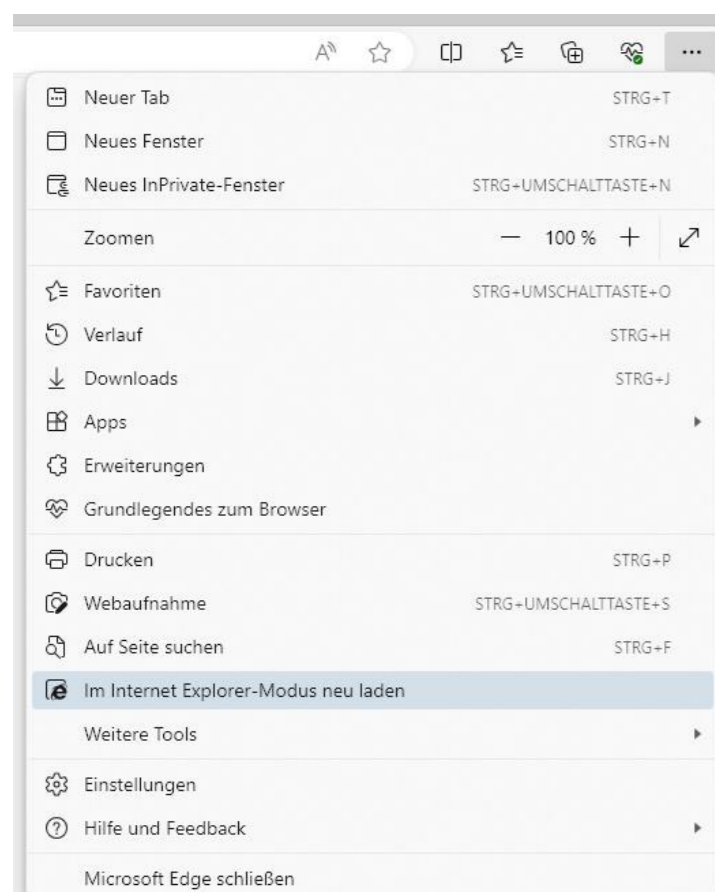 A
Neuer Tab STRG+T
Neues Fenster STRG+N
Neues InPrivate-Fenster STRG+UMSCHALTTASTE+N
Zoomen — 100 % +
Favoriten STRG+UMSCHALTTASTE+O
Verlauf STRG+H
Downloads STRG+J
Apps
Erweiterungen
Grundlegendes zum Browser
Drucken STRG+P
Webaufnahme STRG+UMSCHALTTASTE+S
Auf Seite suchen STRG+F
Im Internet Explorer-Modus neu laden
Weitere Tools
Einstellungen
Hilfe und Feedback
Microsoft Edge schließen